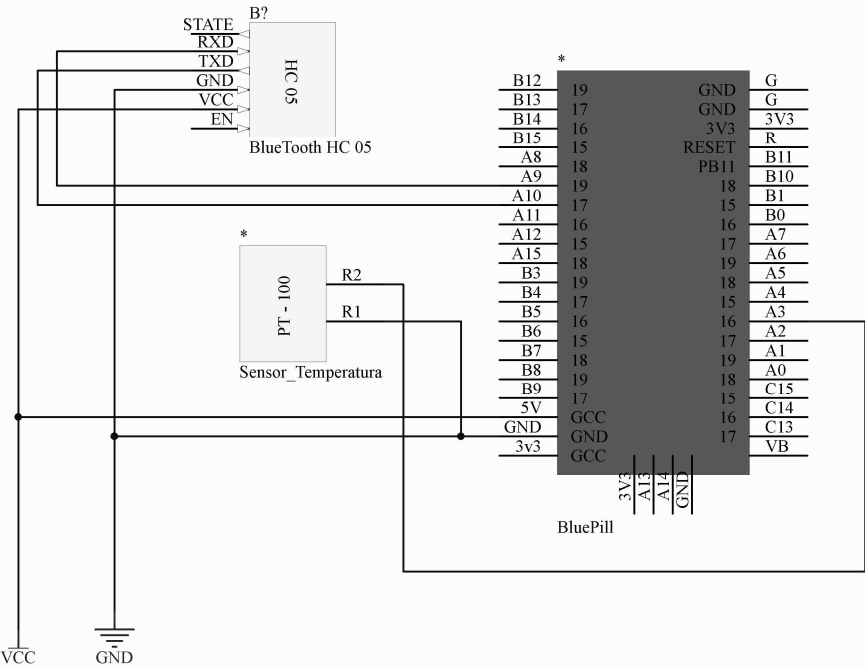 B?
STATE
RXD
TXD
GND
VCC
EN
HC 05
BlueTooth HC 05
*
PT - 100
R2
R1
Sensor_Temperatura
*
B12 19 GND G
B13 17 GND G
B14 16 3V3 3V3
B15 15 RESET R
A8 18 PB11 B11
A9 19 18 B10
A10 17 15 B1
A11 16 16 B0
A12 15 17 A7
A15 18 19 A6
B3 19 18 A5
B4 17 15 A4
B5 16 16 A3
B6 15 17 A2
B7 18 19 A1
B8 19 18 A0
B9 17 15 C15
5V GCC 16 C14
GND GND 17 C13
3v3 GCC VB
3V3
A13
A14
GND
BluePill
VCC
GND